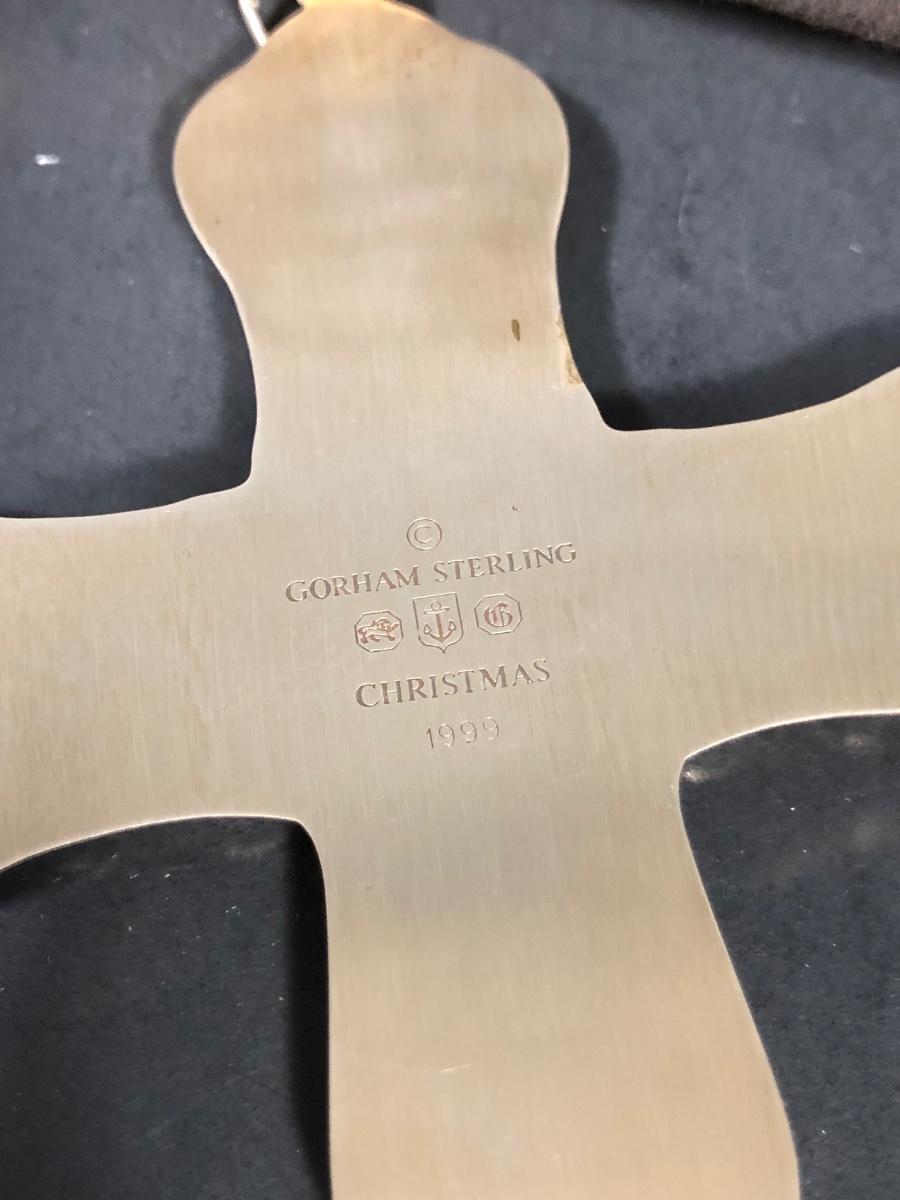 ©
GORHAM STERLING
G
CHRISTMAS
1999